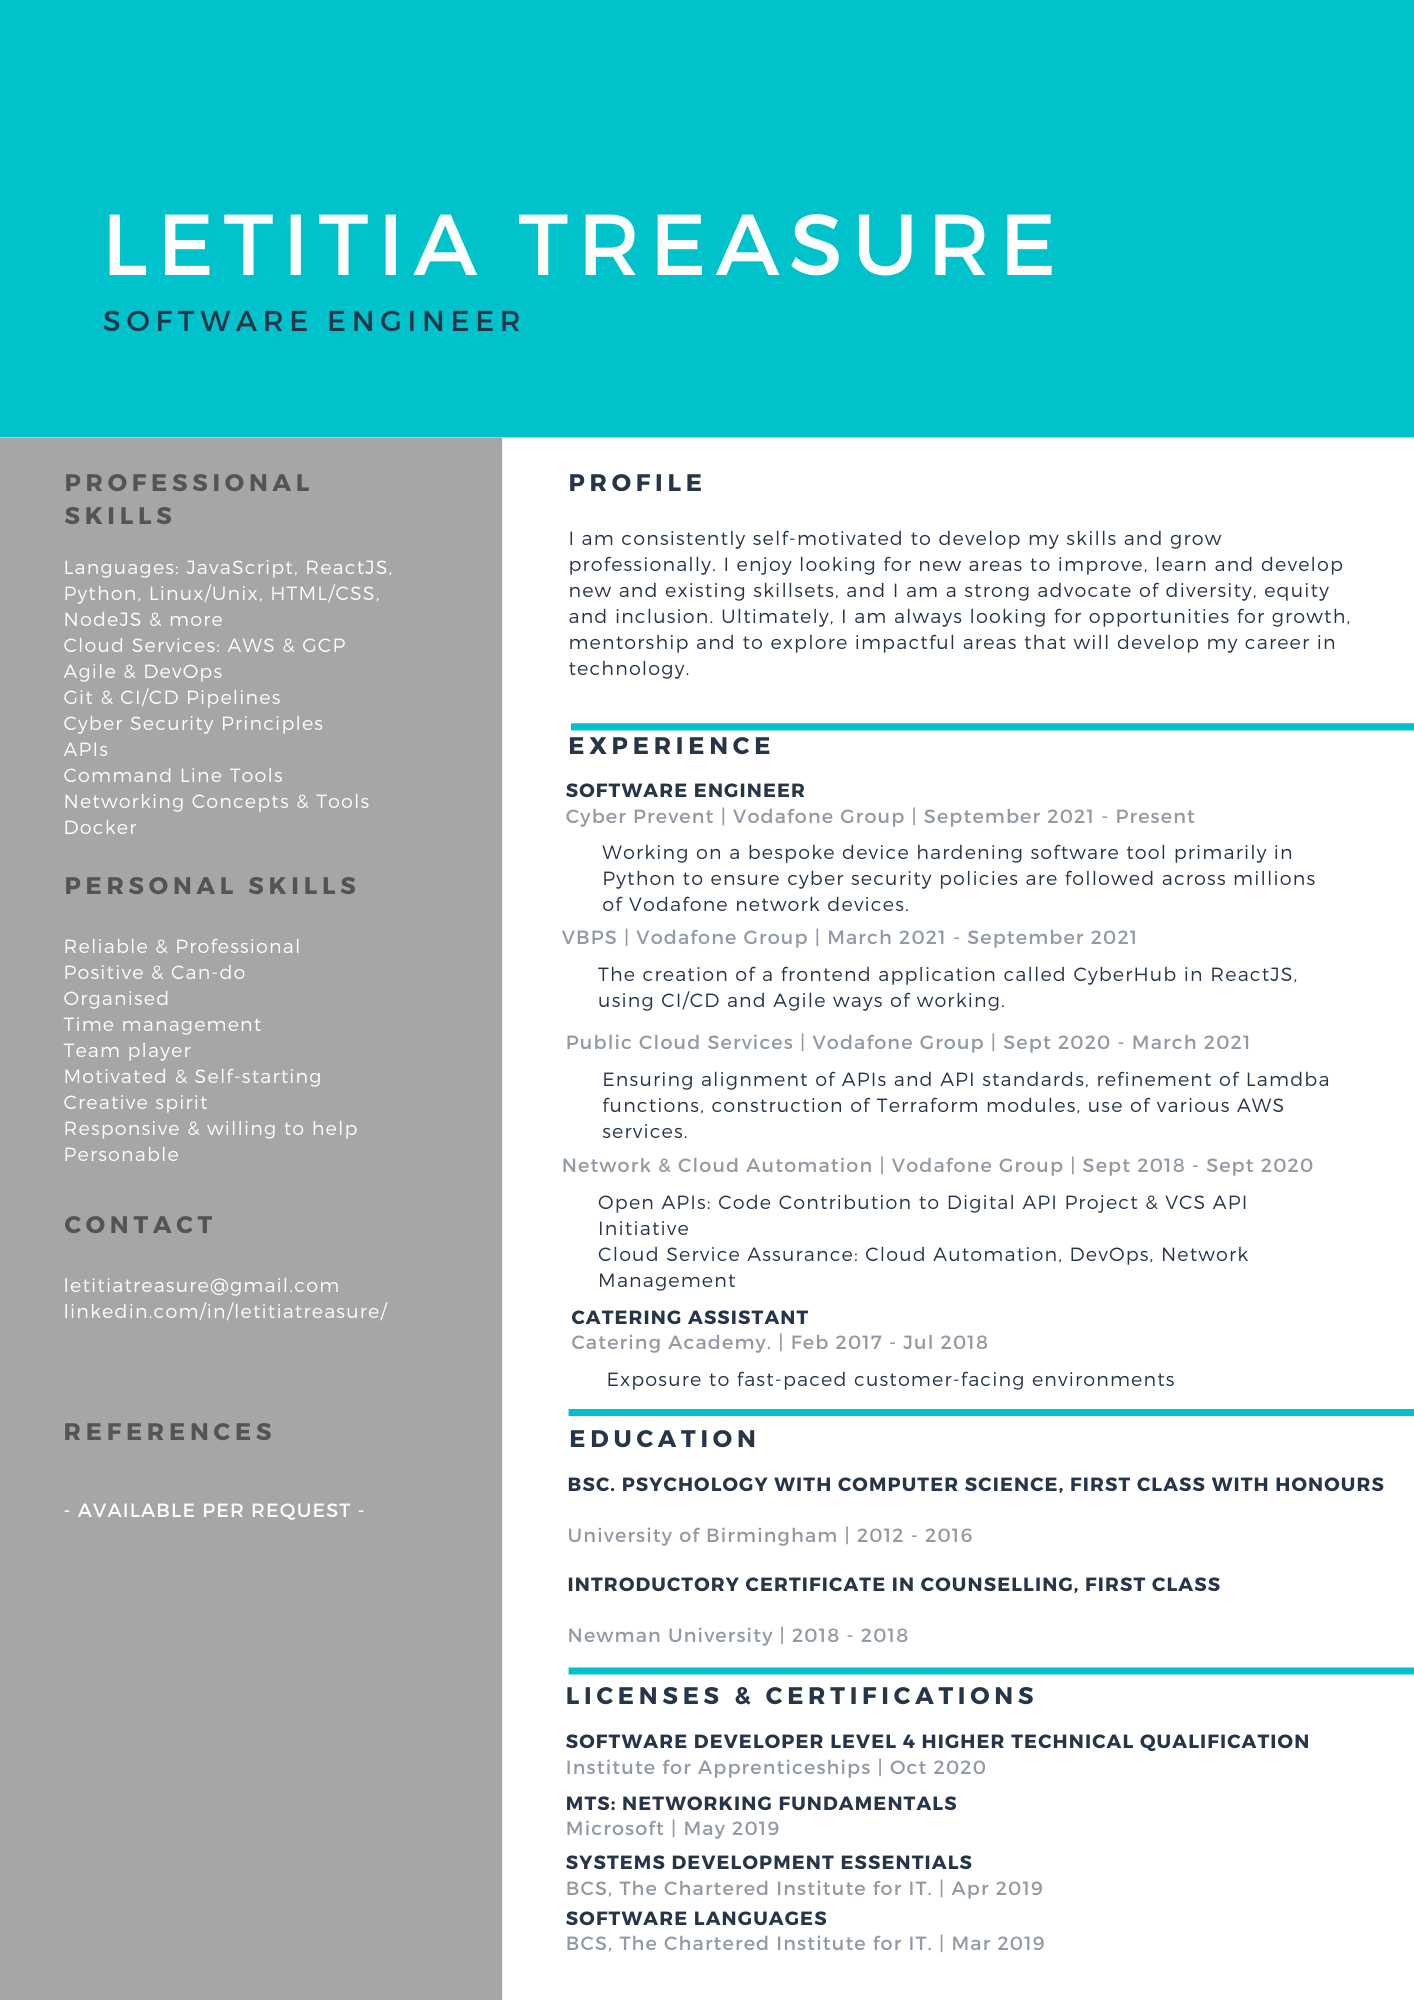 LETITIA TREASURE
SOFTWARE ENGINEER
PROFESSIONAL
SKILLS
Languages: JavaScript, ReactJS,
Python, Linux/Unix, HTML/CSS,
NodeJS & more
Cloud Services: AWS & GCP
Agile & DevOps
Git & CI/CD Pipelines
Cyber Security Principles
APIs
Command Line Tools
Networking Concepts & Tools
Docker
PERSONAL SKILLS
Reliable & Professional
Positive & Can-do
Organised
Time management
Team player
Motivated & Self-starting
Creative spirit
Responsive & willing to help
Personable
CONTACT
letitiatreasure@gmail.com
linkedin.com/in/letitiatreasure/
REFERENCES
- AVAILABLE PER REQUEST -
PROFILE
I am consistently self-motivated to develop my skills and grow
professionally. I enjoy looking for new areas to improve, learn and develop
new and existing skillsets, and I am a strong advocate of diversity, equity
and inclusion. Ultimately, I am always looking for opportunities for growth,
mentorship and to explore impactful areas that will develop my career in
technology.
EXPERIENCE
SOFTWARE ENGINEER
Cyber Prevent | Vodafone Group | September 2021 - Present
Working on a bespoke device hardening software tool primarily in
Python to ensure cyber security policies are followed across millions
of Vodafone network devices.
VBPS | Vodafone Group | March 2021 - September 2021
The creation of a frontend application called CyberHub in ReactJS,
using CI/CD and Agile ways of working.
Public Cloud Services | Vodafone Group | Sept 2020 - March 2021
Ensuring alignment of APIs and API standards, refinement of Lamdba
functions, construction of Terraform modules, use of various AWS
services.
Network & Cloud Automation | Vodafone Group | Sept 2018 - Sept 2020
Open APIs: Code Contribution to Digital API Project & VCS API
Initiative
Cloud Service Assurance: Cloud Automation, DevOps, Network
Management
CATERING ASSISTANT
Catering Academy. | Feb 2017 - Jul 2018
Exposure to fast-paced customer-facing environments
EDUCATION
BSC. PSYCHOLOGY WITH COMPUTER SCIENCE, FIRST CLASS WITH HONOURS
University of Birmingham | 2012 - 2016
INTRODUCTORY CERTIFICATE IN COUNSELLING, FIRST CLASS
Newman University | 2018 - 2018
LICENSES & CERTIFICATIONS
SOFTWARE DEVELOPER LEVEL 4 HIGHER TECHNICAL QUALIFICATION
Institute for Apprenticeships | Oct 2020
MTS: NETWORKING FUNDAMENTALS
Microsoft | May 2019
SYSTEMS DEVELOPMENT ESSENTIALS
BCS, The Chartered Institute for IT. | Apr 2019
SOFTWARE LANGUAGES
BCS, The Chartered Institute for IT. | Mar 2019